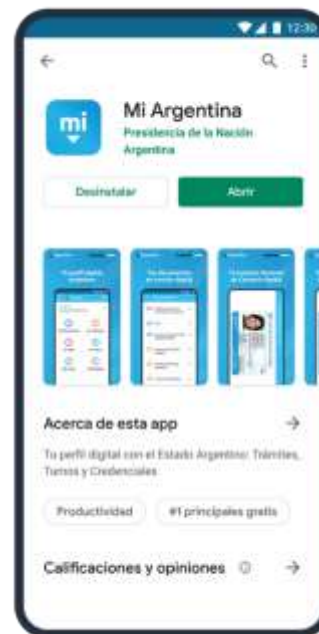 12:30
mi
Mi Argentina
Presidencia de la Nación
Argentina
Desinstalar
Abrir
Acerca de esta app
Tu perfil digital con el Estado Argentino: Trámites,
Turnos y Credenciales
Productividad
#1 principales gratis
Calificaciones y opiniones